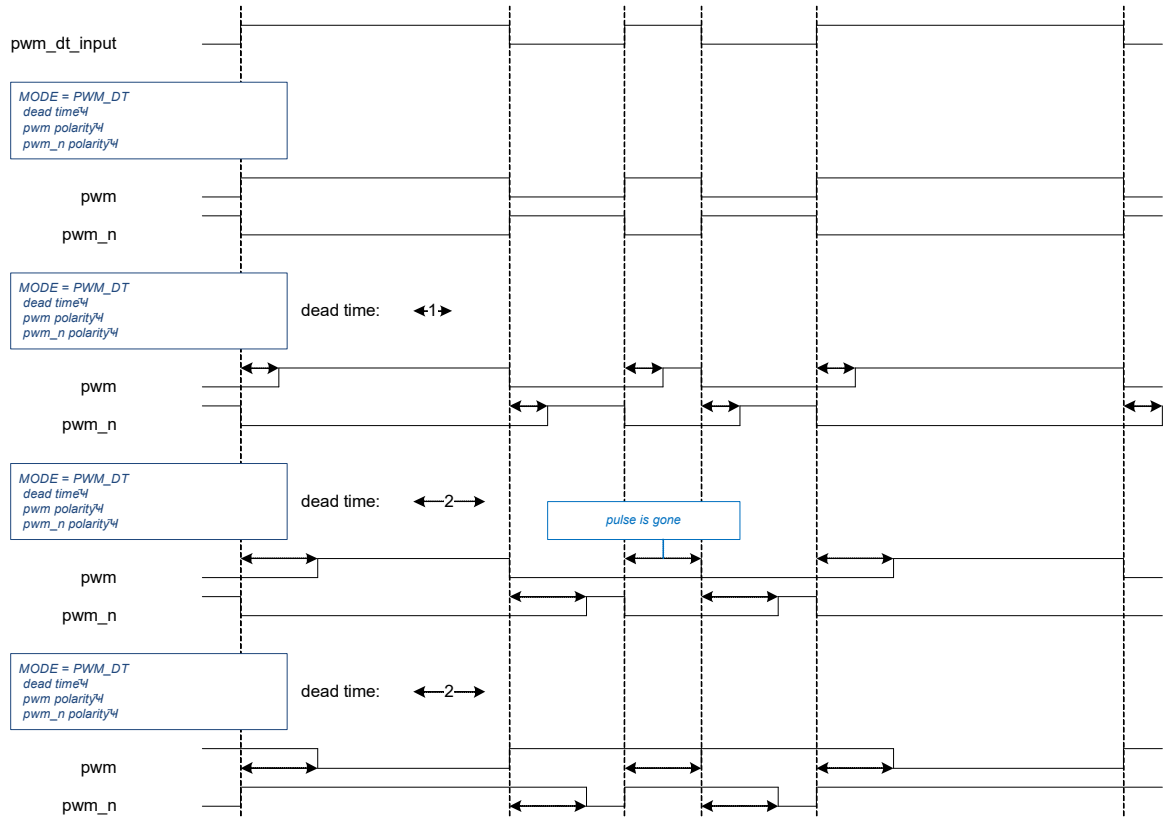 pwm_dt_input
MODE = PWM_DT
dead time
pwm polarity
pwm_n polarity
pwm
pwm_n
MODE = PWM_DT
dead time
pwm polarity
pwm_n polarity
dead time:
1
pwm
pwm_n
MODE = PWM_DT
dead time
pwm polarity
pwm_n polarity
dead time:
2
pulse is gone
pwm
pwm_n
MODE = PWM_DT
dead time
pwm polarity
pwm_n polarity
dead time:
2
pwm
pwm_n